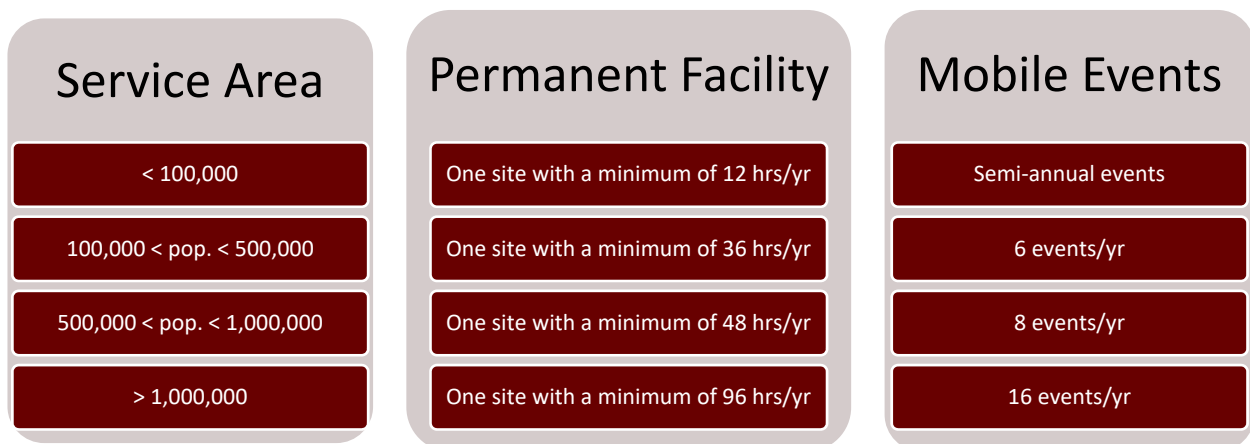 Service Area
< 100,000
100,000 < pop. < 500,000
500,000 < pop. < 1,000,000
> 1,000,000
Permanent Facility
One site with a minimum of 12 hrs/yr
One site with a minimum of 36 hrs/yr
One site with a minimum of 48 hrs/yr
One site with a minimum of 96 hrs/yr
Mobile Events
Semi-annual events
6 events/yr
8 events/yr
16 events/yr